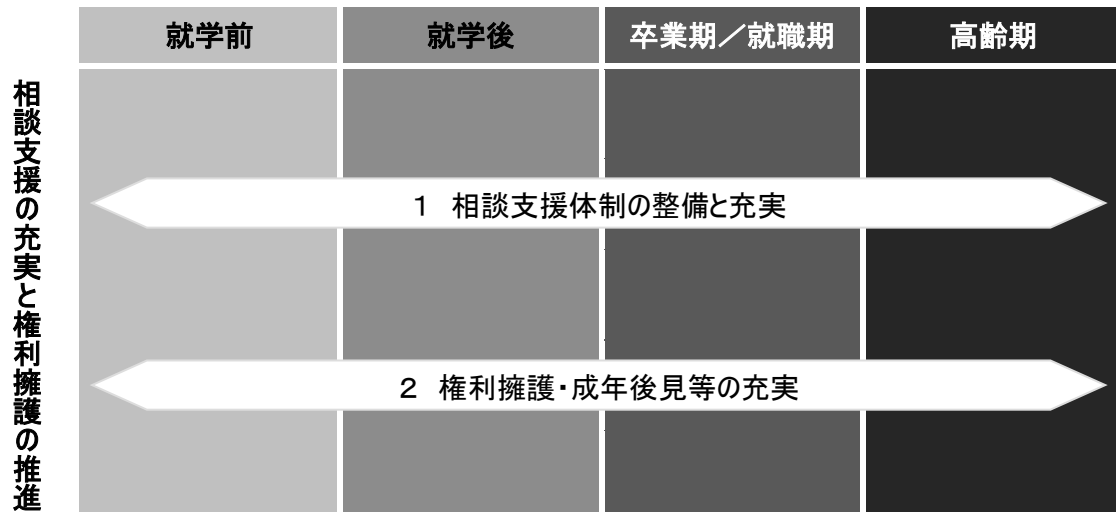 就学前
就学後
卒業期／就職期
高齢期
相談支援の充実と権利擁護の推進
１　相談支援体制の整備と充実
２　権利擁護・成年後見等の充実